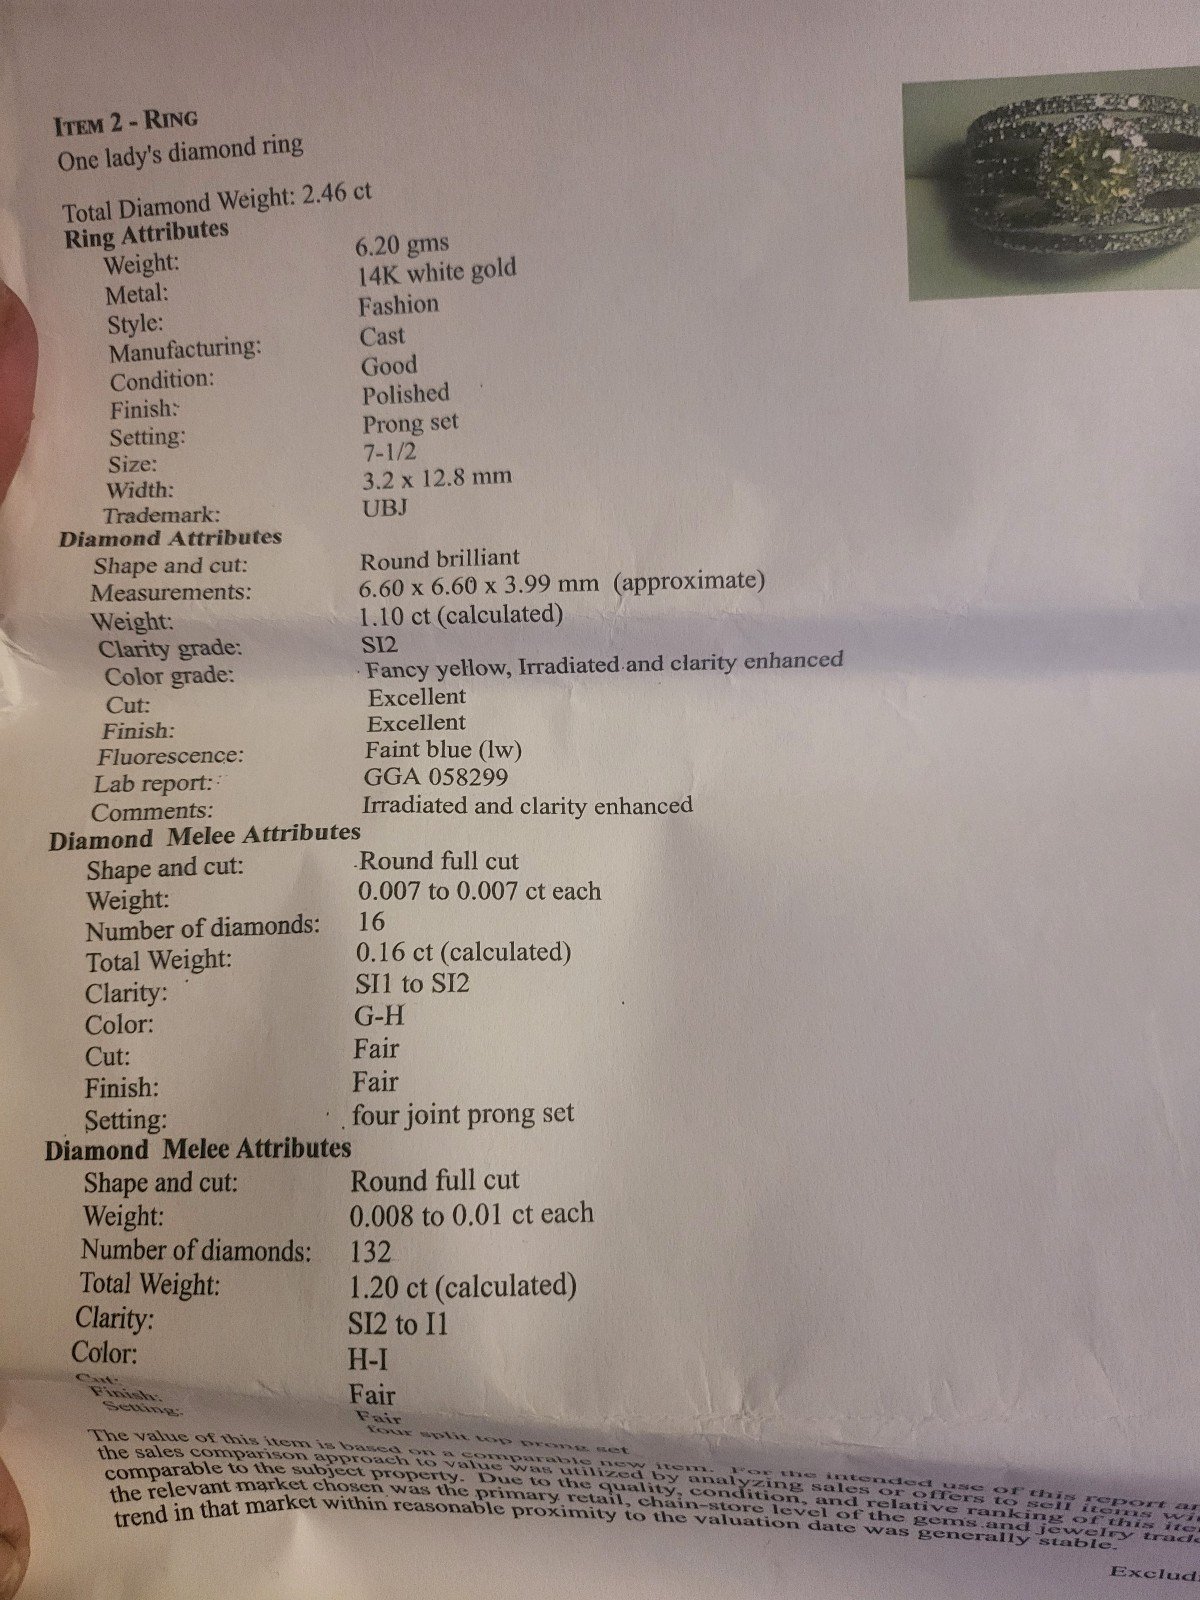 ITEM 2 - RING
One lady's diamond ring
Total Diamond Weight: 2.46 ct
Ring Attributes
Weight: 6.20 gms
Metal: 14K white gold
Style: Fashion
Manufacturing: Cast
Condition: Good
Finish: Polished
Setting: Prong set
Size: 7-1/2
Width: 3.2 x 12.8 mm
Trademark: UBJ
Diamond Attributes
Shape and cut: Round brilliant
Measurements: 6.60 x 6.60 x 3.99 mm (approximate)
Weight: 1.10 ct (calculated)
Clarity grade: SI2
Color grade: Fancy yellow, Irradiated and clarity enhanced
Cut: Excellent
Finish: Excellent
Fluorescence: Faint blue (lw)
Lab report: GGA 058299
Comments: Irradiated and clarity enhanced
Diamond Melee Attributes
Shape and cut: Round full cut
Weight: 0.007 to 0.007 ct each
Number of diamonds: 16
Total Weight: 0.16 ct (calculated)
Clarity: SI1 to SI2
Color: G-H
Cut: Fair
Finish: Fair
Setting: four joint prong set
Diamond Melee Attributes
Shape and cut: Round full cut
Weight: 0.008 to 0.01 ct each
Number of diamonds: 132
Total Weight: 1.20 ct (calculated)
Clarity: SI2 to I1
Color: H-I
Cut: Fair
Finish: Fair
Setting: four split top prong set
The value of this item is based on a comparable new item. For the intended use of this report
the sales comparison approach to value was utilized by analyzing sales or offers to sell items
comparable to the subject property. Due to the quality, condition, and relative ranking of this
the relevant market chosen was the primary retail, chain-store level of the gems and jewelry
trend in that market within reasonable proximity to the valuation date was generally stable.